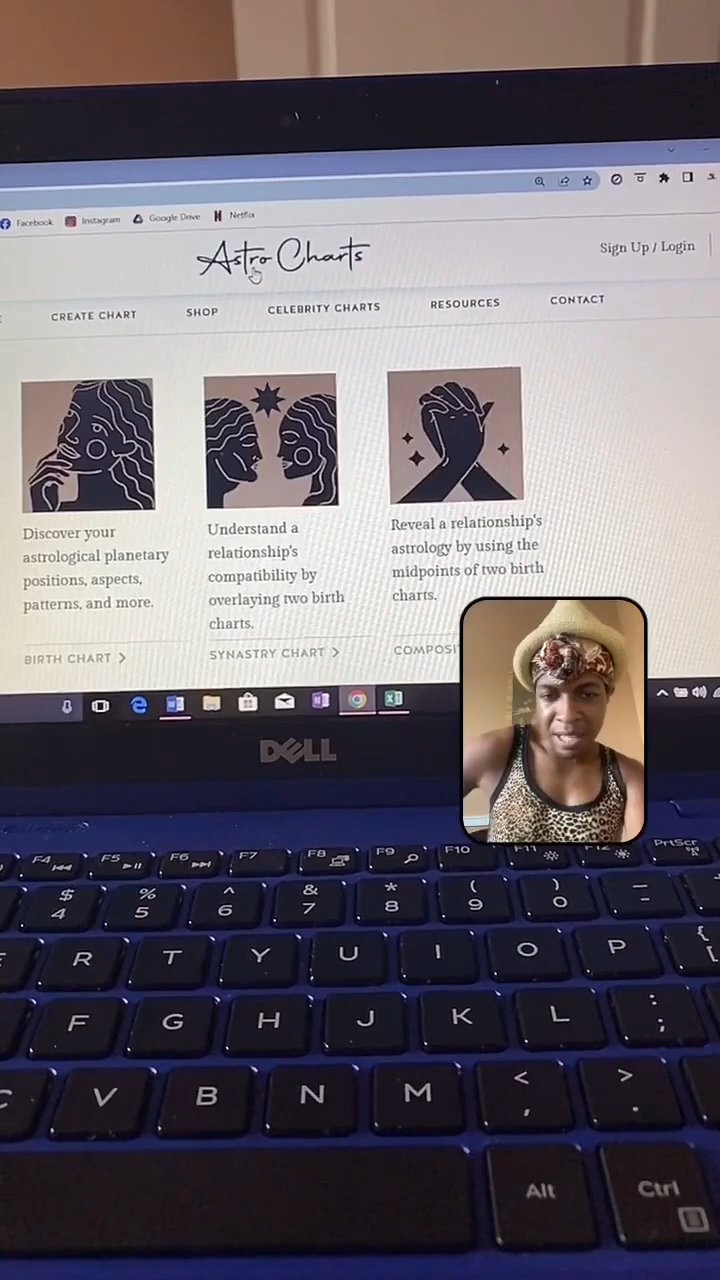 Facebook Instagram Google Drive Netflix
Astro Charts
Sign Up / Login
CREATE CHART SHOP CELEBRITY CHARTS RESOURCES CONTACT
Discover your
astrological planetary
positions, aspects,
patterns, and more.
BIRTH CHART >
Understand a
relationship's
compatibility by
overlaying two birth
charts.
SYNASTRY CHART >
Reveal a relationship's
astrology by using the
midpoints of two birth
charts.
COMPOSI
DELL
F4 F5 F6 F7 F8 F9 F10 F11 F12 PrtScr
$ % ^ & * ( ) _
4 5 6 7 8 9 0 -
R T Y U I O P { [
F G H J K L : ;
C V B N M < , > .
Alt Ctrl